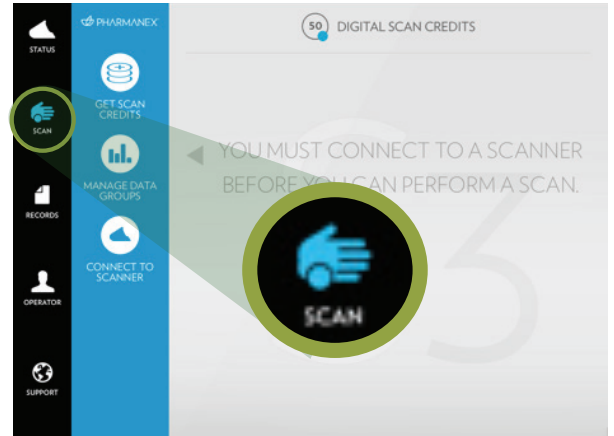 STATUS
SCAN
RECORDS
OPERATOR
SUPPORT
PHARMANEX
GET SCAN
CREDITS
MANAGE DATA
GROUPS
CONNECT TO
SCANNER
50 DIGITAL SCAN CREDITS
YOU MUST CONNECT TO A SCANNER
BEFORE YOU CAN PERFORM A SCAN.
S3
SCAN